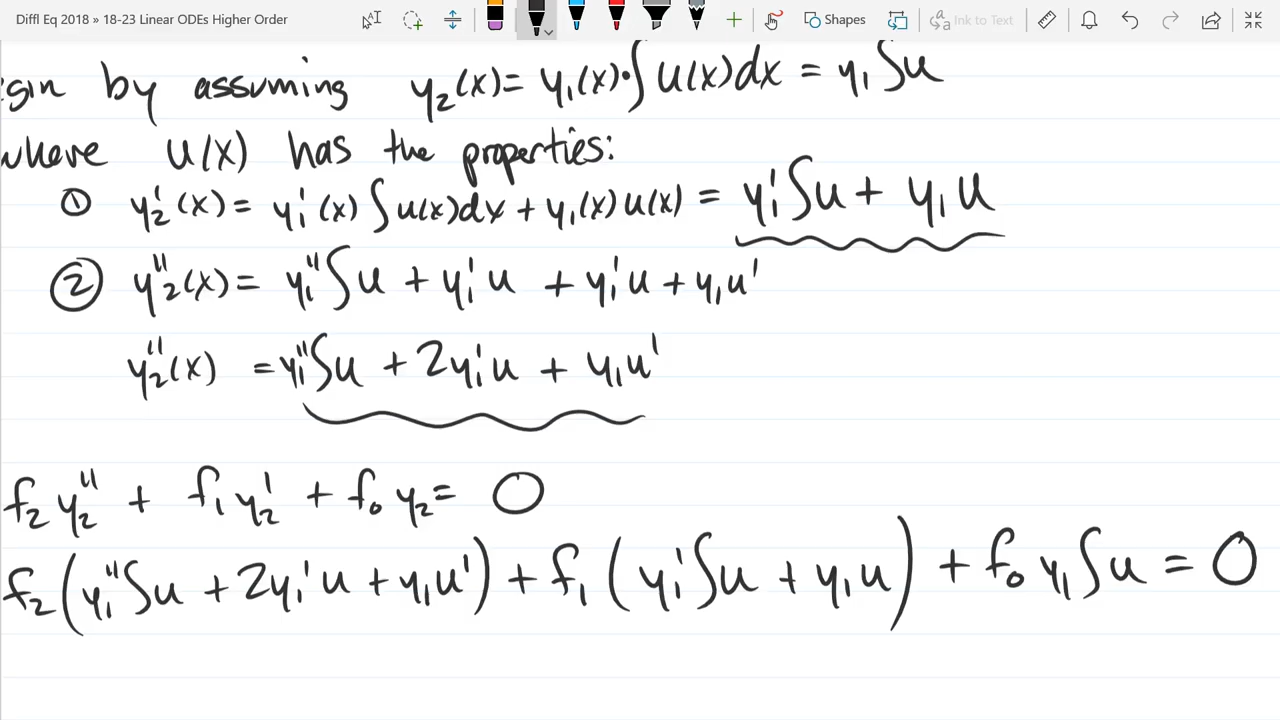 Diffl Eq 2018 » 18-23 Linear ODEs Higher Order
Shapes
Ink to Text
gin by assuming y₂(x)= y₁(x)·∫u(x)dx = y₁∫u
where u(x) has the properties:
① y₂'(x)= y₁'(x)∫u(x)dx + y₁(x)u(x) = y₁'∫u + y₁u
② y₂''(x)= y₁''∫u + y₁'u + y₁'u + y₁u'
y₂''(x) = y₁''∫u + 2y₁'u + y₁u'
f₂y₂'' + f₁y₂' + f₀y₂= 0
f₂(y₁''∫u + 2y₁'u + y₁u') + f₁(y₁'∫u + y₁u) + f₀y₁∫u = 0